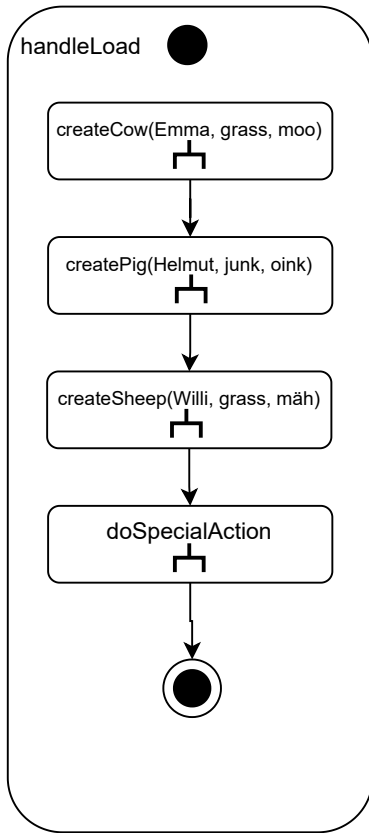 handleLoad
createCow(Emma, grass, moo)
createPig(Helmut, junk, oink)
createSheep(Willi, grass, mäh)
doSpecialAction